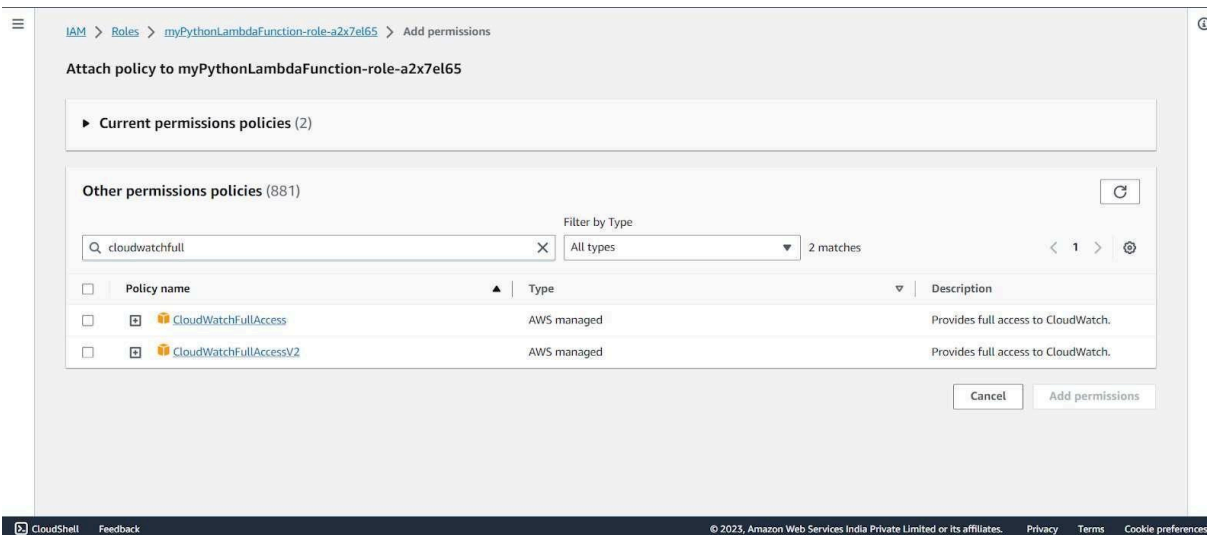 IAM > Roles > myPythonLambdaFunction-role-a2x7el65 > Add permissions
Attach policy to myPythonLambdaFunction-role-a2x7el65
Current permissions policies (2)
Other permissions policies (881)
Filter by Type
cloudwatchfull All types 2 matches < 1 >
Policy name Type Description
CloudWatchFullAccess AWS managed Provides full access to CloudWatch.
CloudWatchFullAccessV2 AWS managed Provides full access to CloudWatch.
Cancel Add permissions
CloudShell Feedback © 2023, Amazon Web Services India Private Limited or its affiliates. Privacy Terms Cookie preferences